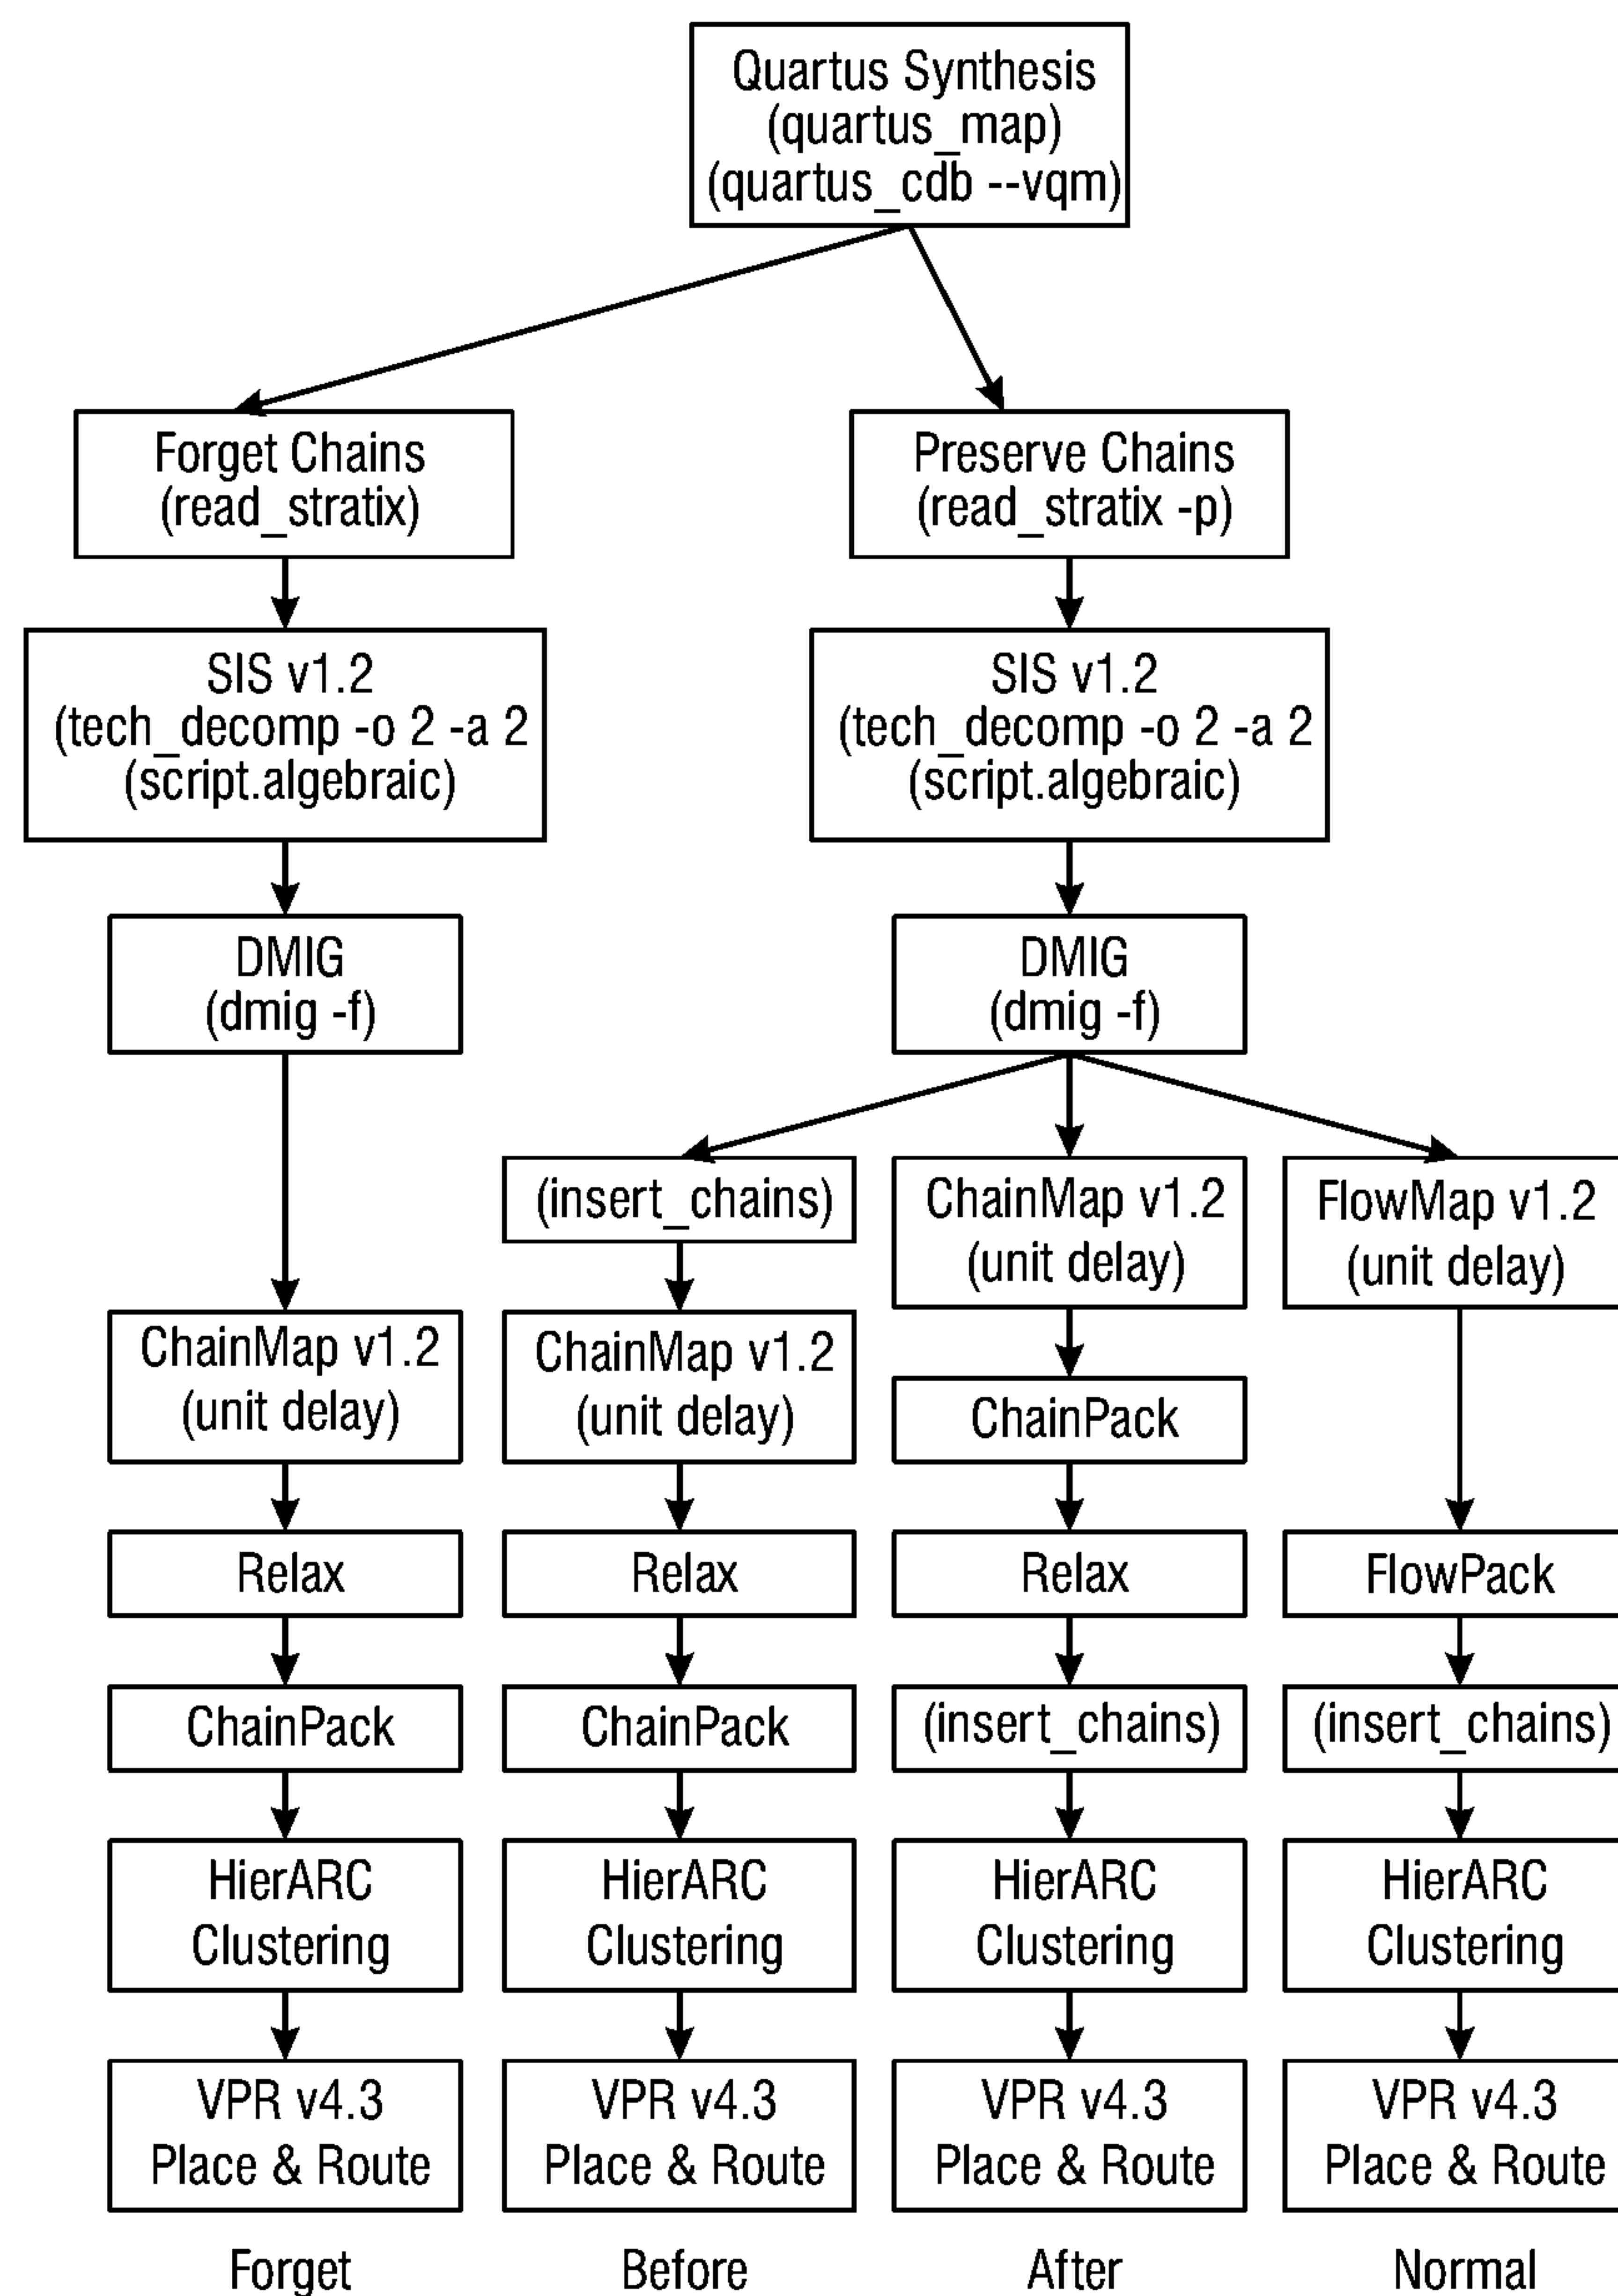 Quartus Synthesis
(quartus_map)
(quartus_cdb --vqm)
Forget Chains
(read_stratix)
Preserve Chains
(read_stratix -p)
SIS v1.2
(tech_decomp -o 2 -a 2
(script.algebraic)
SIS v1.2
(tech_decomp -o 2 -a 2
(script.algebraic)
DMIG
(dmig -f)
DMIG
(dmig -f)
(insert_chains)
ChainMap v1.2
(unit delay)
FlowMap v1.2
(unit delay)
ChainMap v1.2
(unit delay)
ChainMap v1.2
(unit delay)
ChainPack
Relax
Relax
Relax
FlowPack
ChainPack
ChainPack
(insert_chains)
(insert_chains)
HierARC
Clustering
HierARC
Clustering
HierARC
Clustering
HierARC
Clustering
VPR v4.3
Place & Route
VPR v4.3
Place & Route
VPR v4.3
Place & Route
VPR v4.3
Place & Route
Forget
Before
After
Normal